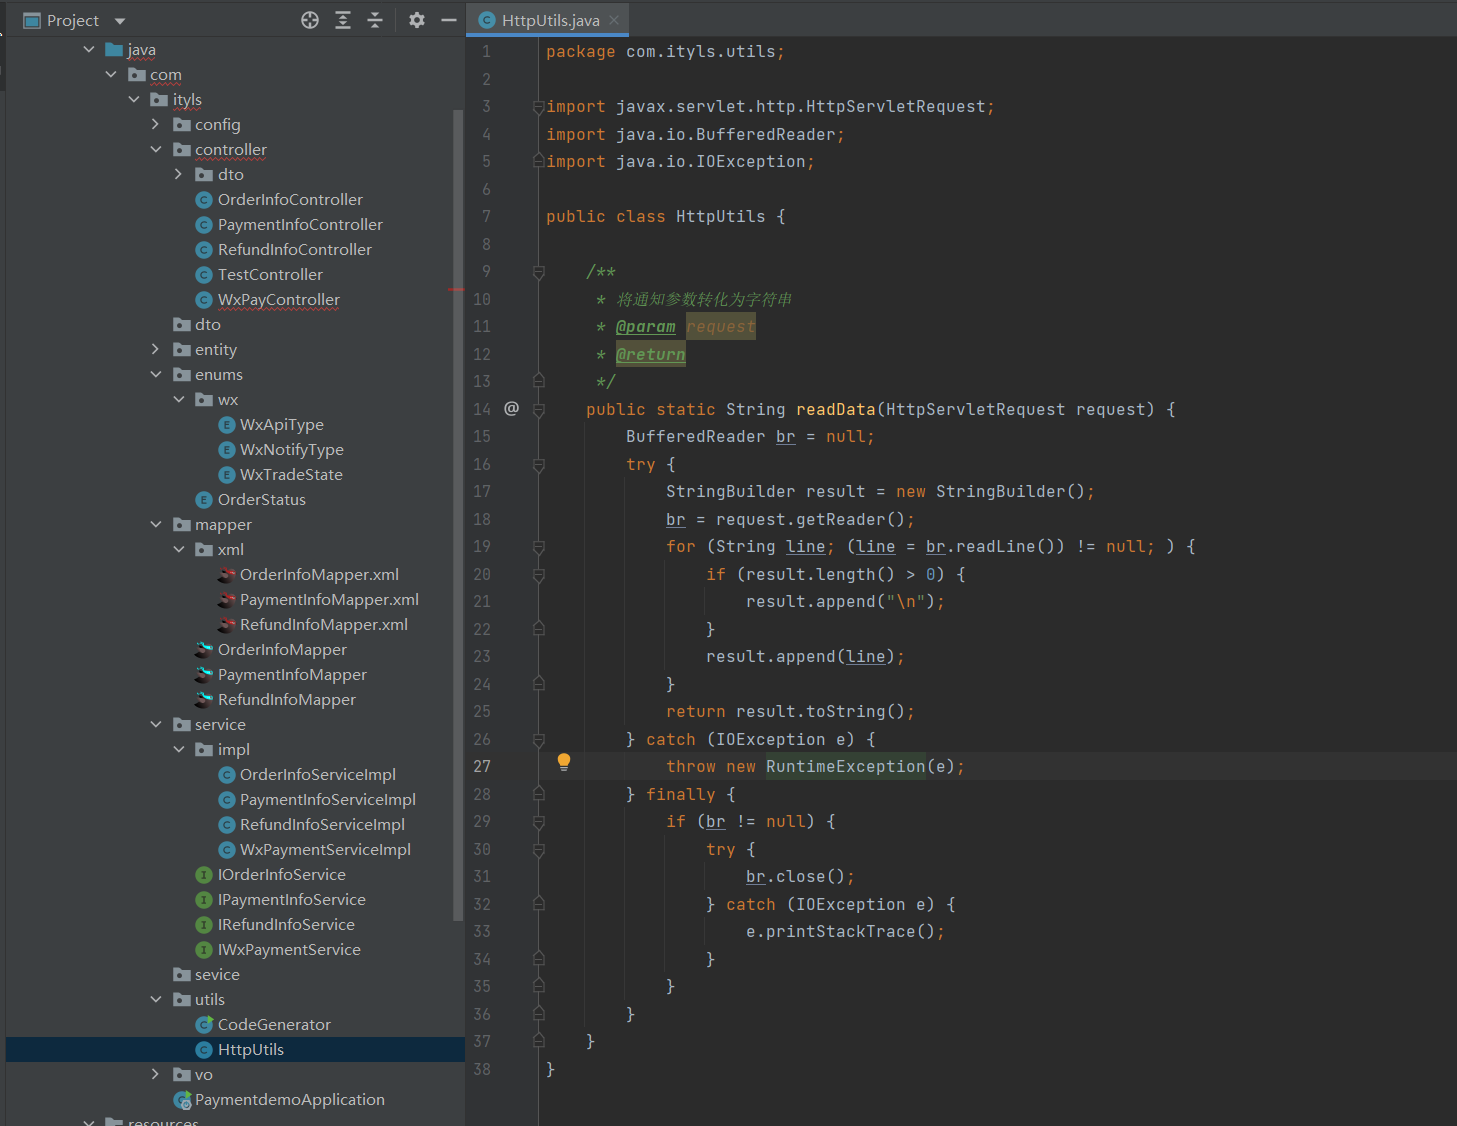 Project
java
com
ityls
config
controller
dto
OrderInfoController
PaymentInfoController
RefundInfoController
TestController
WxPayController
dto
entity
enums
wx
WxApiType
WxNotifyType
WxTradeState
OrderStatus
mapper
xml
OrderInfoMapper.xml
PaymentInfoMapper.xml
RefundInfoMapper.xml
OrderInfoMapper
PaymentInfoMapper
RefundInfoMapper
service
impl
OrderInfoServiceImpl
PaymentInfoServiceImpl
RefundInfoServiceImpl
WxPaymentServiceImpl
IOrderInfoService
IPaymentInfoService
IRefundInfoService
IWxPaymentService
sevice
utils
CodeGenerator
HttpUtils
vo
PaymentdemoApplication
resources
HttpUtils.java
1 package com.ityls.utils;
2
3 import javax.servlet.http.HttpServletRequest;
4 import java.io.BufferedReader;
5 import java.io.IOException;
6
7 public class HttpUtils {
8
9 /**
10 * 将通知参数转化为字符串
11 * @param request
12 * @return
13 */
14 @ public static String readData(HttpServletRequest request) {
15 BufferedReader br = null;
16 try {
17 StringBuilder result = new StringBuilder();
18 br = request.getReader();
19 for (String line; (line = br.readLine()) != null; ) {
20 if (result.length() > 0) {
21 result.append("\n");
22 }
23 result.append(line);
24 }
25 return result.toString();
26 } catch (IOException e) {
27 throw new RuntimeException(e);
28 } finally {
29 if (br != null) {
30 try {
31 br.close();
32 } catch (IOException e) {
33 e.printStackTrace();
34 }
35 }
36 }
37 }
38 }